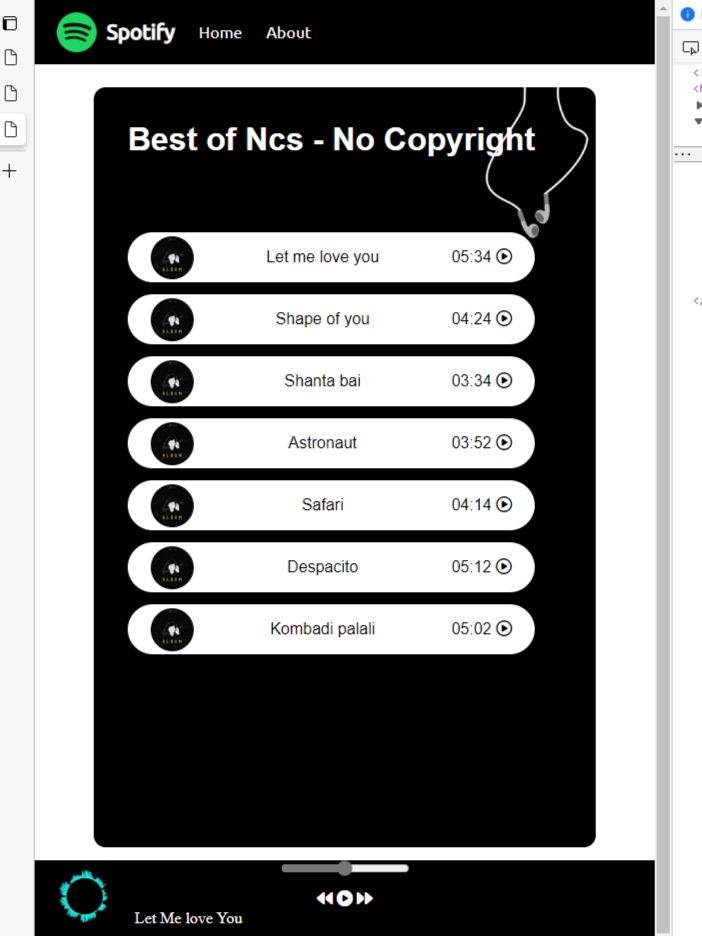 Spotify Home About
Best of Ncs - No Copyright
Let me love you 05:34
Shape of you 04:24
Shanta bai 03:34
Astronaut 03:52
Safari 04:14
Despacito 05:12
Kombadi palali 05:02
Let Me love You